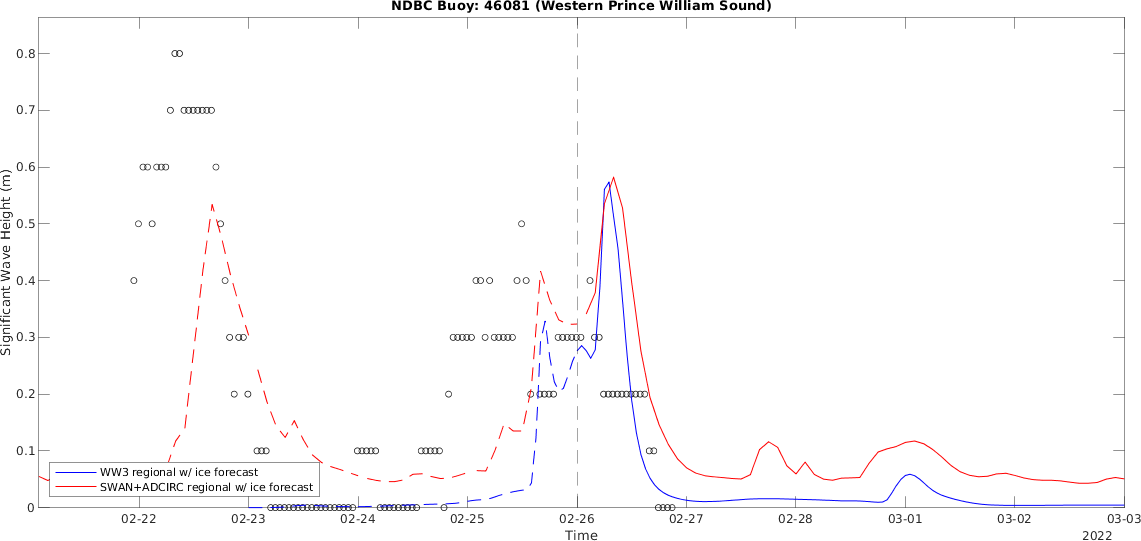 NDBC Buoy: 46081 (Western Prince William Sound)
Significant Wave Height (m)
0.8
0.7
0.6
0.5
0.4
0.3
0.2
0.1
0
WW3 regional w/ ice forecast
SWAN+ADCIRC regional w/ ice forecast
02-22 02-23 02-24 02-25 02-26 02-27 02-28 03-01 03-02 03-03
Time
2022